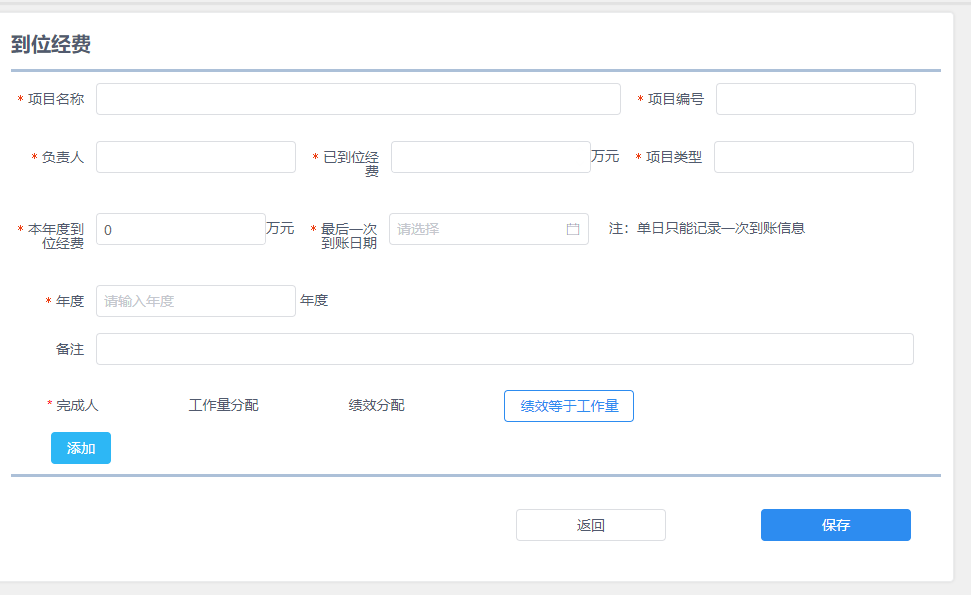 到位经费
* 项目名称 * 项目编号
* 负责人 * 已到位经费 万元 * 项目类型
* 本年度到位经费 0 万元 * 最后一次到账日期 请选择 注：单日只能记录一次到账信息
* 年度 请输入年度 年度
备注
* 完成人 工作量分配 绩效分配 绩效等于工作量
添加
返回 保存